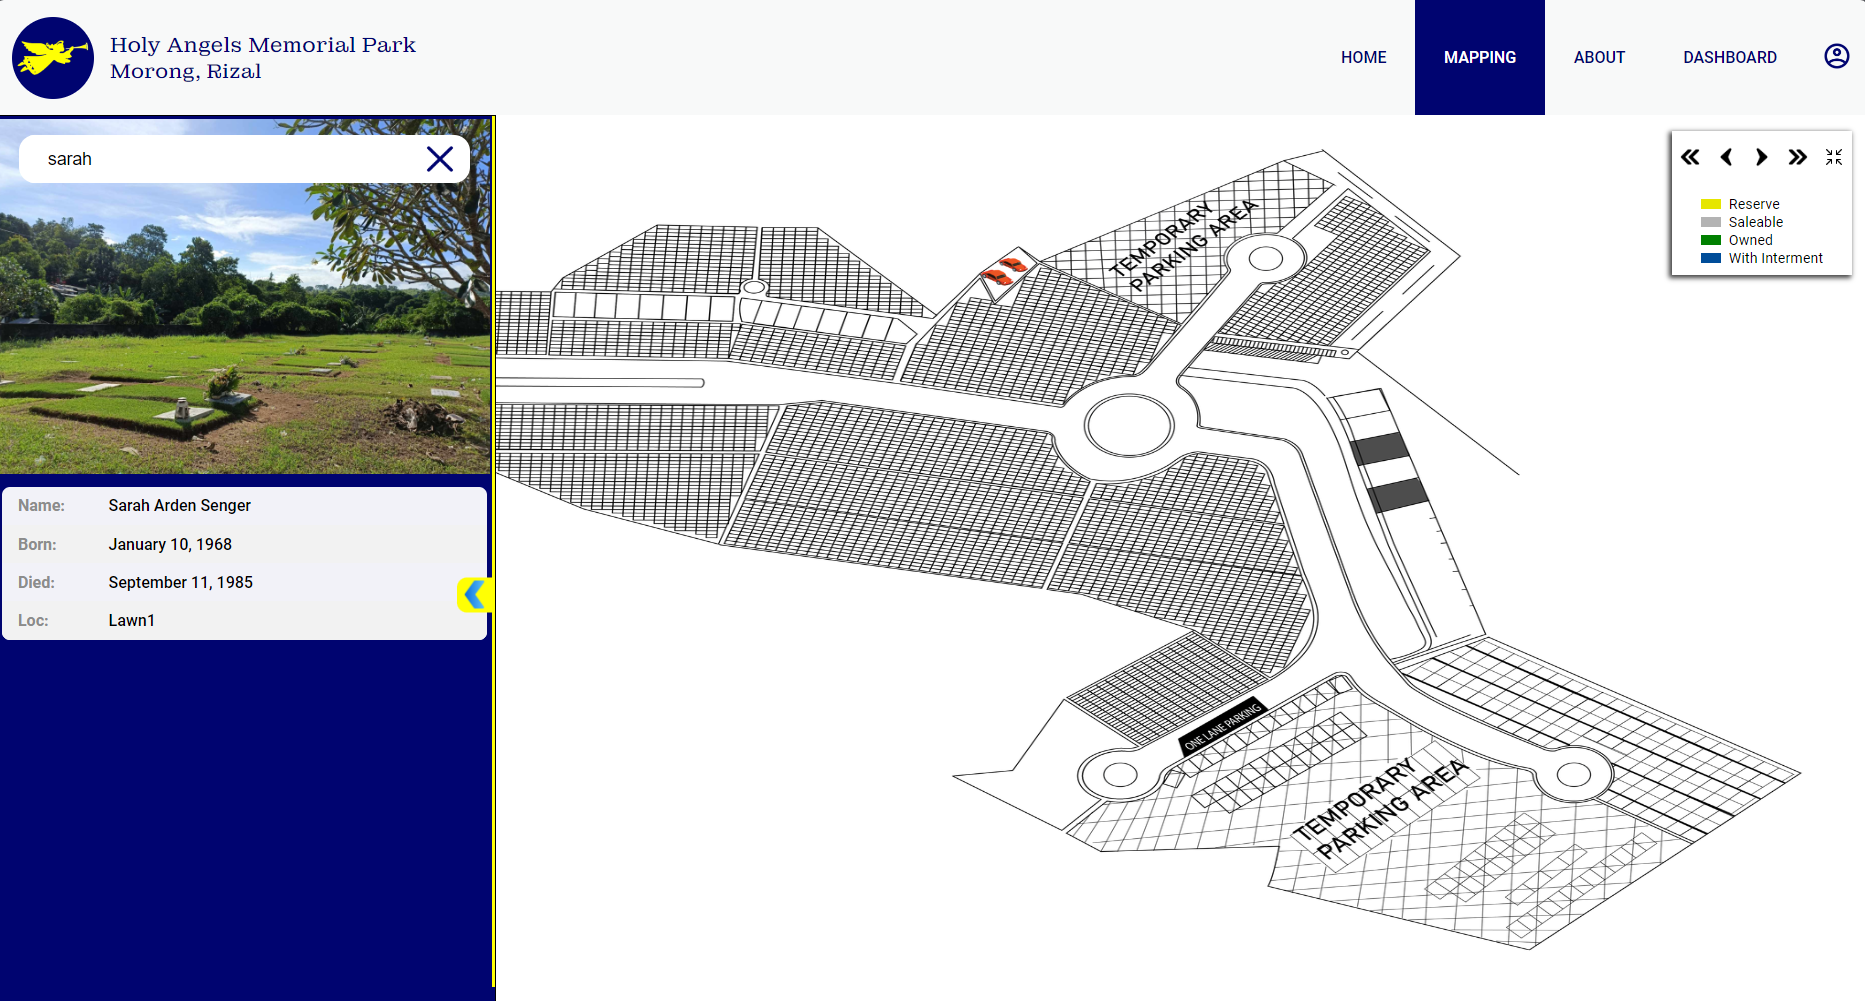 Holy Angels Memorial Park
Morong, Rizal
HOME
MAPPING
ABOUT
DASHBOARD
sarah
Name: Sarah Arden Senger
Born: January 10, 1968
Died: September 11, 1985
Loc: Lawn1
Reserve
Saleable
Owned
With Interment
TEMPORARY
PARKING AREA
ONE LANE PARKING
TEMPORARY
PARKING AREA